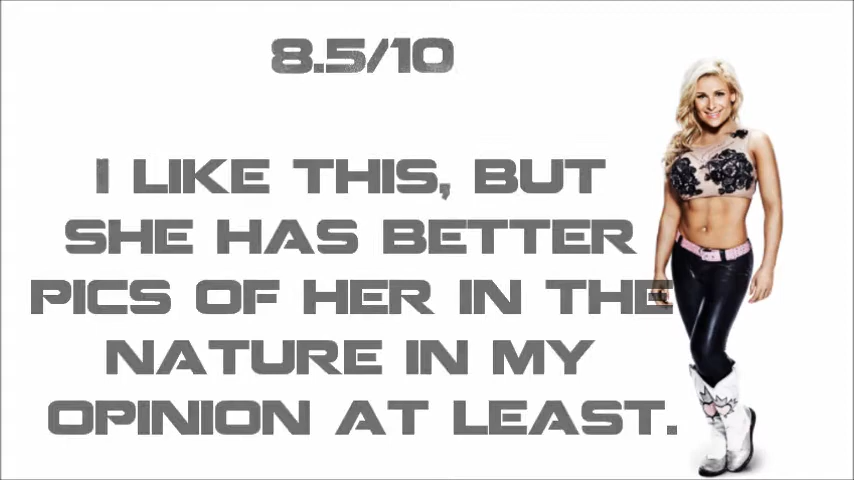 8.5/10
I LIKE THIS, BUT
SHE HAS BETTER
PICS OF HER IN THE
NATURE IN MY
OPINION AT LEAST.